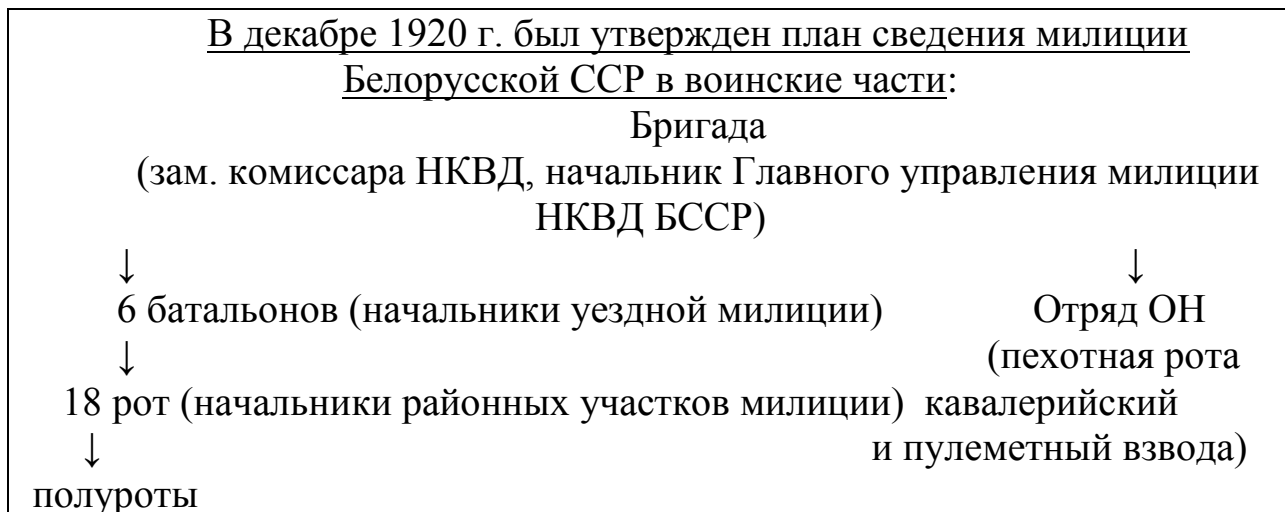 В декабре 1920 г. был утвержден план сведения милиции
Белорусской ССР в воинские части:
Бригада
(зам. комиссара НКВД, начальник Главного управления милиции
НКВД БССР)
↓ ↓
6 батальонов (начальники уездной милиции) Отряд ОН
↓ (пехотная рота
18 рот (начальники районных участков милиции) кавалерийский
↓ и пулеметный взвода)
полуроты